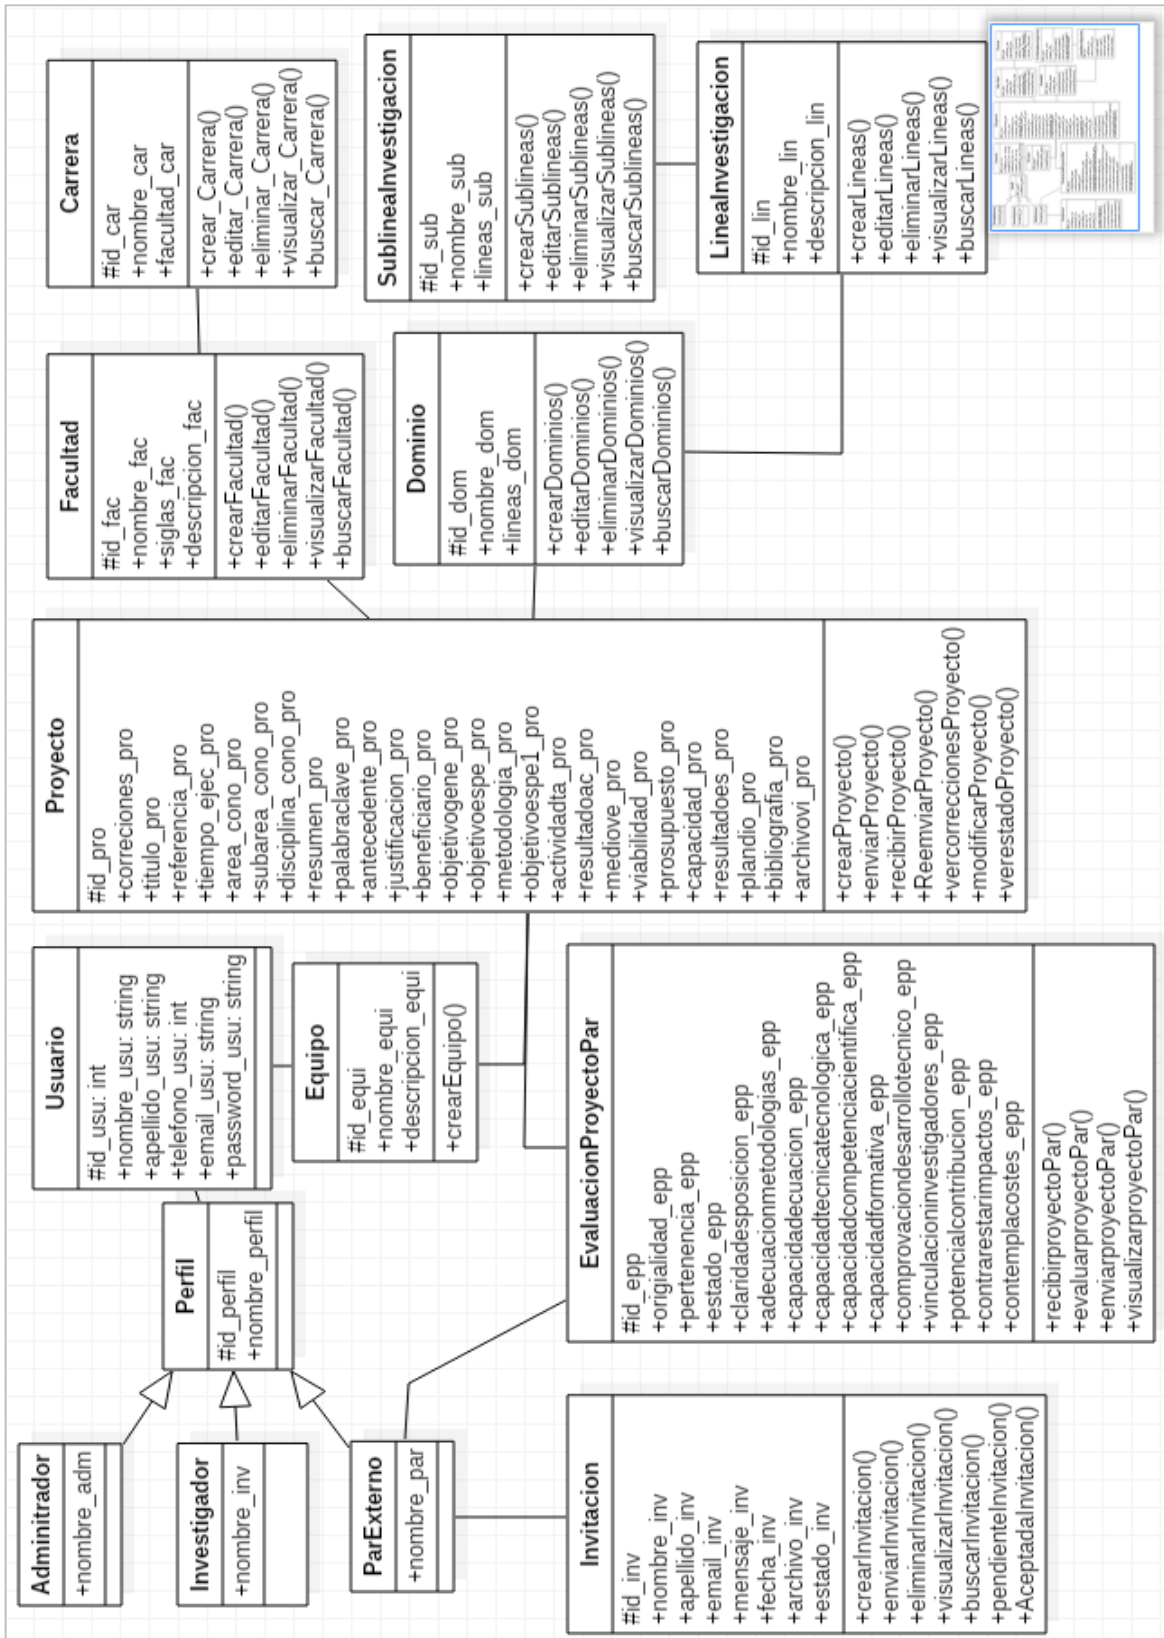 Adminitrador
+nombre_adm
Investigador
+nombre_inv
ParExterno
+nombre_par
Perfil
#id_perfil
+nombre_perfil
Usuario
#id_usu: int
+nombre_usu: string
+apellido_usu: string
+telefono_usu: int
+email_usu: string
+password_usu: string
Equipo
#id_equi
+nombre_equi
+descripcion_equi
+crearEquipo()
Invitacion
#id_inv
+nombre_inv
+apellido_inv
+email_inv
+mensaje_inv
+fecha_inv
+archivo_inv
+estado_inv
+crearInvitacion()
+enviarInvitacion()
+eliminarInvitacion()
+visualizarInvitacion()
+buscarInvitacion()
+pendienteInvitacion()
+AceptadaInvitacion()
EvaluacionProyectoPar
#id_epp
+origialidad_epp
+pertenencia_epp
+estado_epp
+claridadesposicion_epp
+adecuacionmetodologias_epp
+capacidadecuacion_epp
+capacidadtecnicatecnologica_epp
+capacidadcompetenciacientifica_epp
+capacidadformativa_epp
+comprovaciondesarrollotecnico_epp
+vinculacioninvestigadores_epp
+potencialcontribucion_epp
+contrarestarimpactos_epp
+contemplacostes_epp
+recibirproyectoPar()
+evaluarproyectoPar()
+enviarproyectoPar()
+visualizarproyectoPar()
Proyecto
#id_pro
+correciones_pro
+titulo_pro
+referencia_pro
+tiempo_ejec_pro
+area_cono_pro
+subarea_cono_pro
+disciplina_cono_pro
+resumen_pro
+palabraclave_pro
+antecedente_pro
+justificacion_pro
+beneficiario_pro
+objetivogene_pro
+objetivoespe_pro
+metodologia_pro
+objetivoespe1_pro
+actividadta_pro
+resultadoac_pro
+mediove_pro
+viabilidad_pro
+prosupuesto_pro
+capacidad_pro
+resultadoes_pro
+plandio_pro
+bibliografia_pro
+archivovi_pro
+crearProyecto()
+enviarProyecto()
+recibirProyecto()
+ReenviarProyecto()
+vercorreccionesProyecto()
+modificarProyecto()
+verestadoProyecto()
Facultad
#id_fac
+nombre_fac
+siglas_fac
+descripcion_fac
+crearFacultad()
+editarFacultad()
+eliminarFacultad()
+visualizarFacultad()
+buscarFacultad()
Carrera
#id_car
+nombre_car
+facultad_car
+crear_Carrera()
+editar_Carrera()
+eliminar_Carrera()
+visualizar_Carrera()
+buscar_Carrera()
Dominio
#id_dom
+nombre_dom
+lineas_dom
+crearDominios()
+editarDominios()
+eliminarDominios()
+visualizarDominios()
+buscarDominios()
SublineaInvestigacion
#id_sub
+nombre_sub
+lineas_sub
+crearSublineas()
+editarSublineas()
+eliminarSublineas()
+visualizarSublineas()
+buscarSublineas()
LineaInvestigacion
#id_lin
+nombre_lin
+descripcion_lin
+crearLineas()
+editarLineas()
+eliminarLineas()
+visualizarLineas()
+buscarLineas()